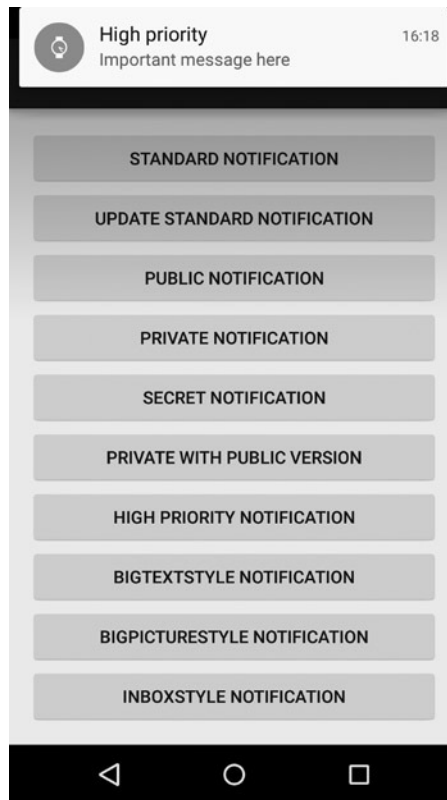 High priority
16:18
Important message here
STANDARD NOTIFICATION
UPDATE STANDARD NOTIFICATION
PUBLIC NOTIFICATION
PRIVATE NOTIFICATION
SECRET NOTIFICATION
PRIVATE WITH PUBLIC VERSION
HIGH PRIORITY NOTIFICATION
BIGTEXTSTYLE NOTIFICATION
BIGPICTURESTYLE NOTIFICATION
INBOXSTYLE NOTIFICATION